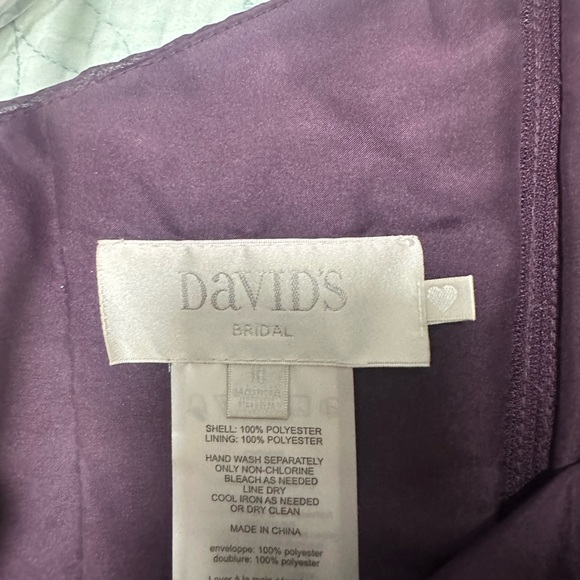 DaVID'S
BRIDAL
10
SHELL: 100% POLYESTER
LINING: 100% POLYESTER
HAND WASH SEPARATELY
ONLY NON-CHLORINE
BLEACH AS NEEDED
LINE DRY
COOL IRON AS NEEDED
OR DRY CLEAN
MADE IN CHINA
enveloppe: 100% polyester
doublure: 100% polyester